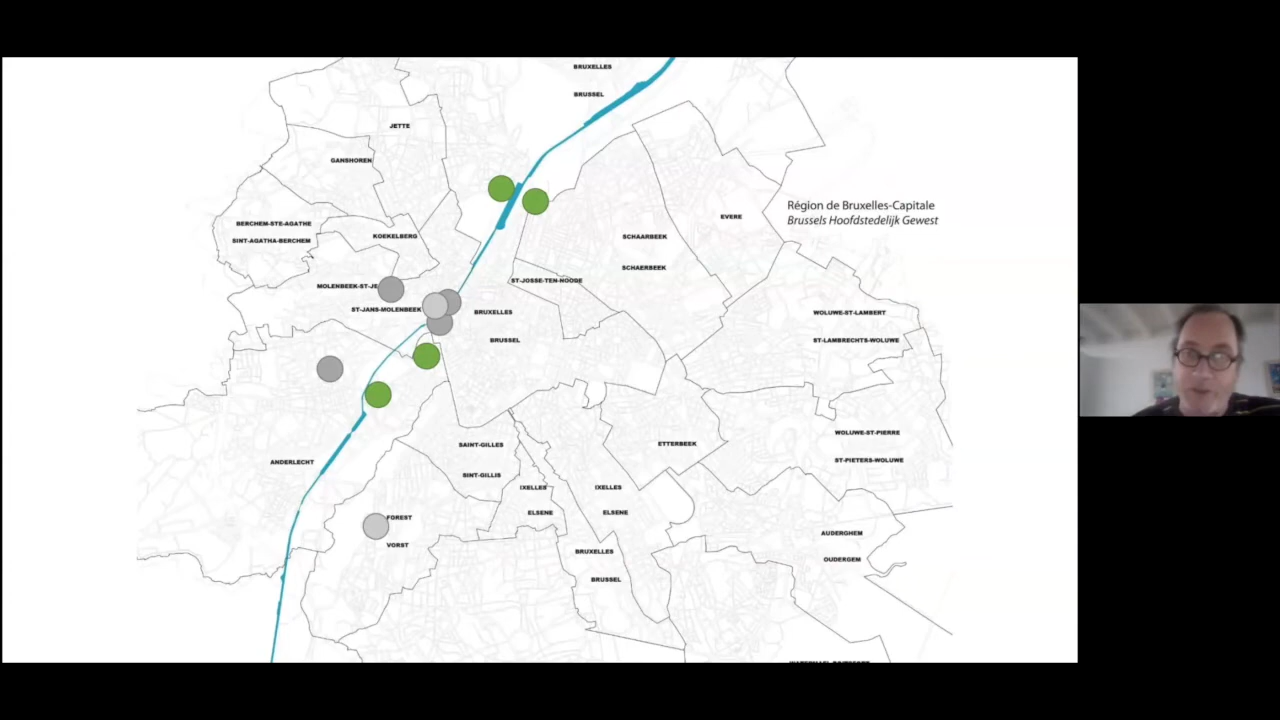 BRUXELLES
BRUSSEL
JETTE
GANSHOREN
Région de Bruxelles-Capitale
Brussels Hoofdstedelijk Gewest
EVERE
BERCHEM-STE-AGATHE
SINT-AGATHA-BERCHEM
KOEKELBERG
SCHAARBEEK
SCHAERBEEK
ST-JOSSE-TEN-NOODE
MOLENBEEK-ST-JE
ST-JANS-MOLENBEEK
BRUXELLES
BRUSSEL
WOLUWE-ST-LAMBERT
ST-LAMBRECHTS-WOLUWE
WOLUWE-ST-PIERRE
ST-PIETERS-WOLUWE
ETTERBEEK
SAINT-GILLES
SINT-GILLIS
ANDERLECHT
IXELLES
ELSENE
IXELLES
ELSENE
FOREST
VORST
AUDERGHEM
OUDERGEM
BRUXELLES
BRUSSEL